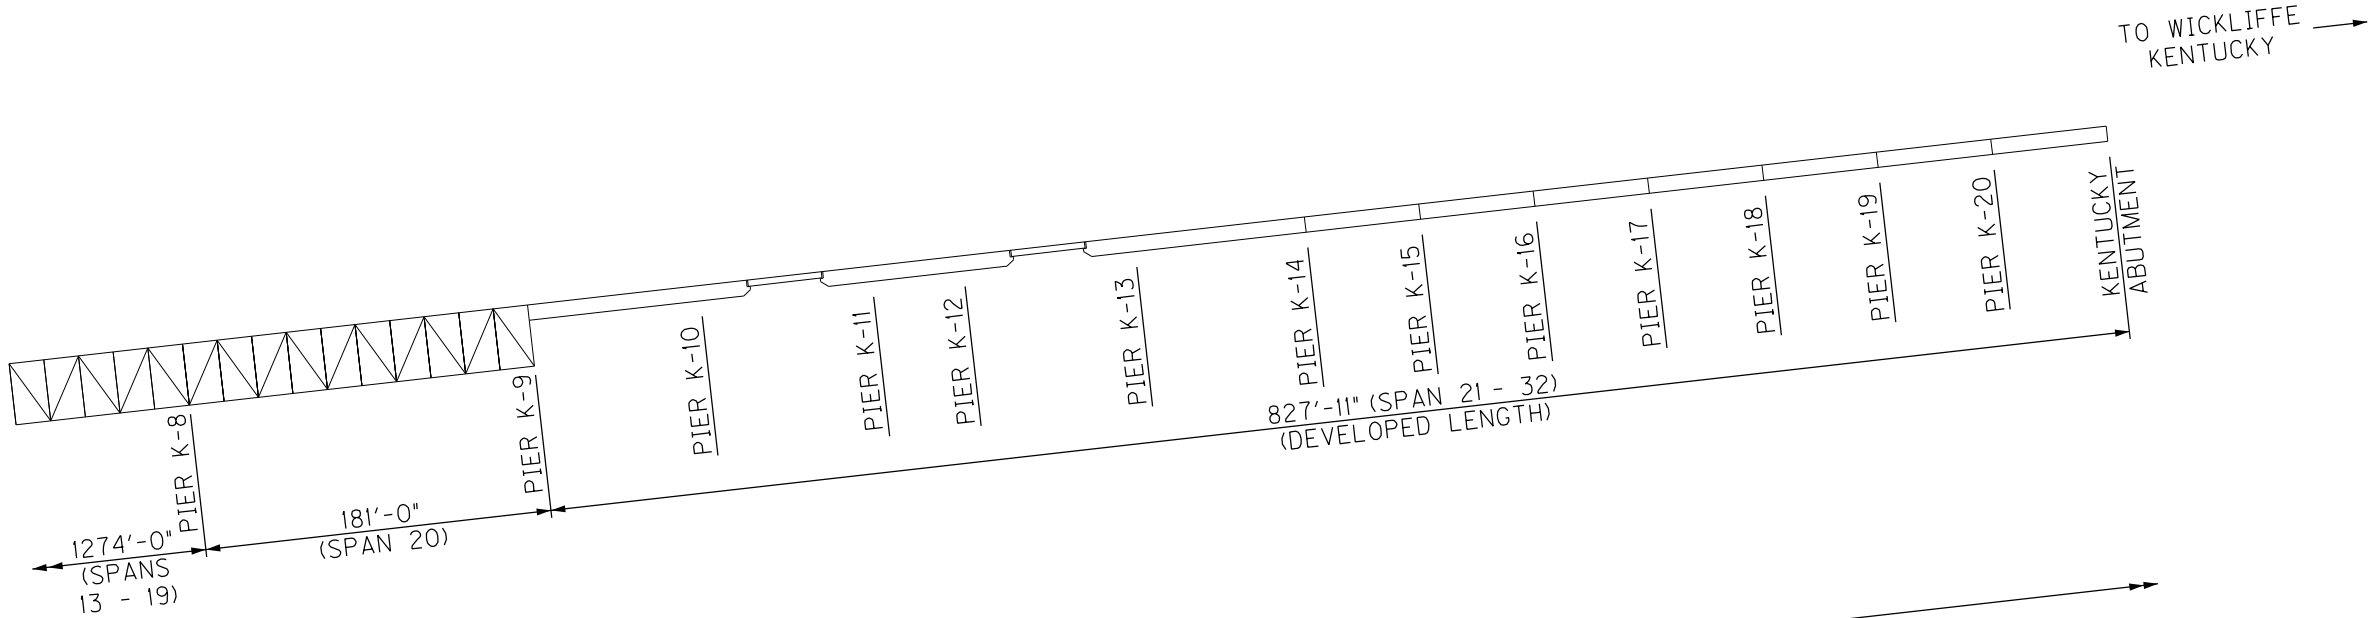 TO WICKLIFFE
KENTUCKY
PIER K-8
PIER K-9
PIER K-10
PIER K-11
PIER K-12
PIER K-13
PIER K-14
PIER K-15
PIER K-16
PIER K-17
PIER K-18
PIER K-19
PIER K-20
KENTUCKY
ABUTMENT
1274'-0"
(SPANS
13 - 19)
181'-0"
(SPAN 20)
827'-11" (SPAN 21 - 32)
(DEVELOPED LENGTH)